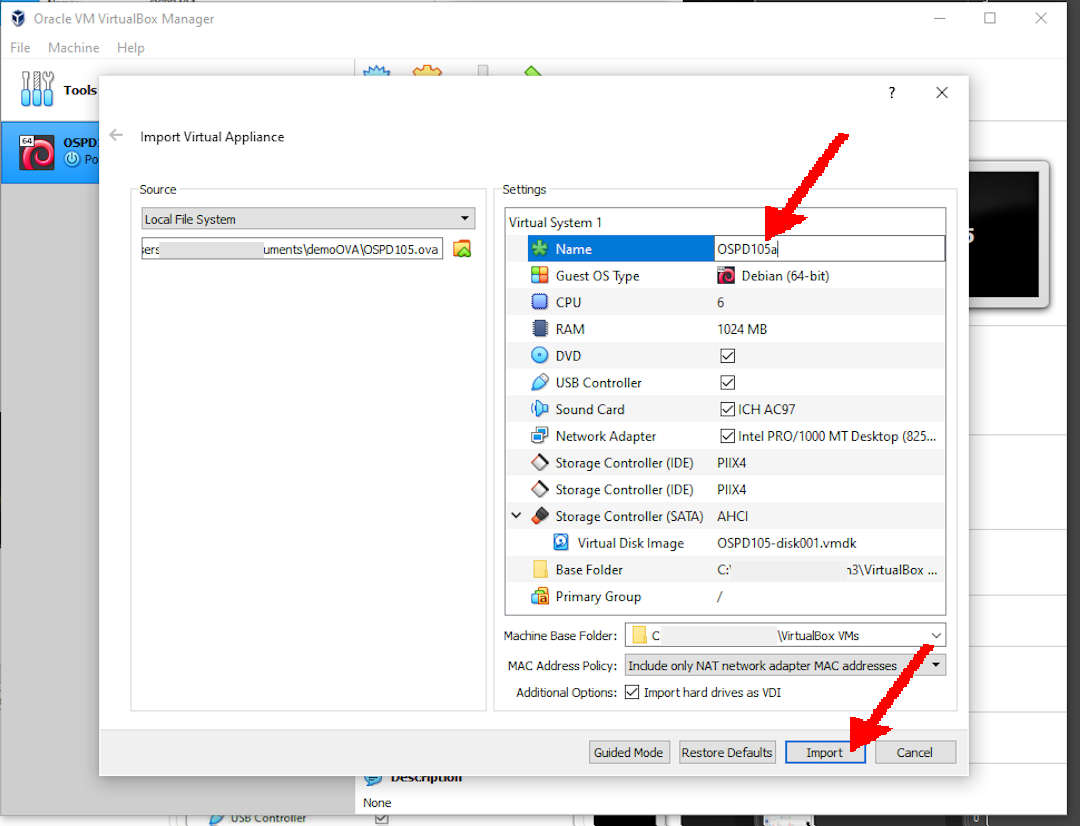 Oracle VM VirtualBox Manager
File Machine Help
Tools
64 OSPD
Po
?
Import Virtual Appliance
Source
Local File System
sers uments\demoOVA\OSPD105.ova
Settings
Virtual System 1
Name OSPD105a
Guest OS Type Debian (64-bit)
CPU 6
RAM 1024 MB
DVD
USB Controller
Sound Card ICH AC97
Network Adapter Intel PRO/1000 MT Desktop (825...
Storage Controller (IDE) PIIX4
Storage Controller (IDE) PIIX4
Storage Controller (SATA) AHCI
Virtual Disk Image OSPD105-disk001.vmdk
Base Folder C:\ n3\VirtualBox ...
Primary Group /
Machine Base Folder: C \VirtualBox VMs
MAC Address Policy: Include only NAT network adapter MAC addresses
Additional Options: Import hard drives as VDI
Guided Mode Restore Defaults Import Cancel
5
Description
None
USB Controller